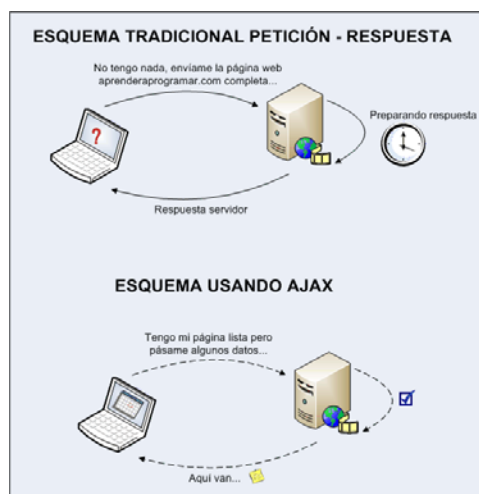 ESQUEMA TRADICIONAL PETICIÓN - RESPUESTA
No tengo nada, envíame la página web
aprenderaprogramar.com completa...
Preparando respuesta
?
Respuesta servidor
ESQUEMA USANDO AJAX
Tengo mi página lista pero
pásame algunos datos...
Aquí van...